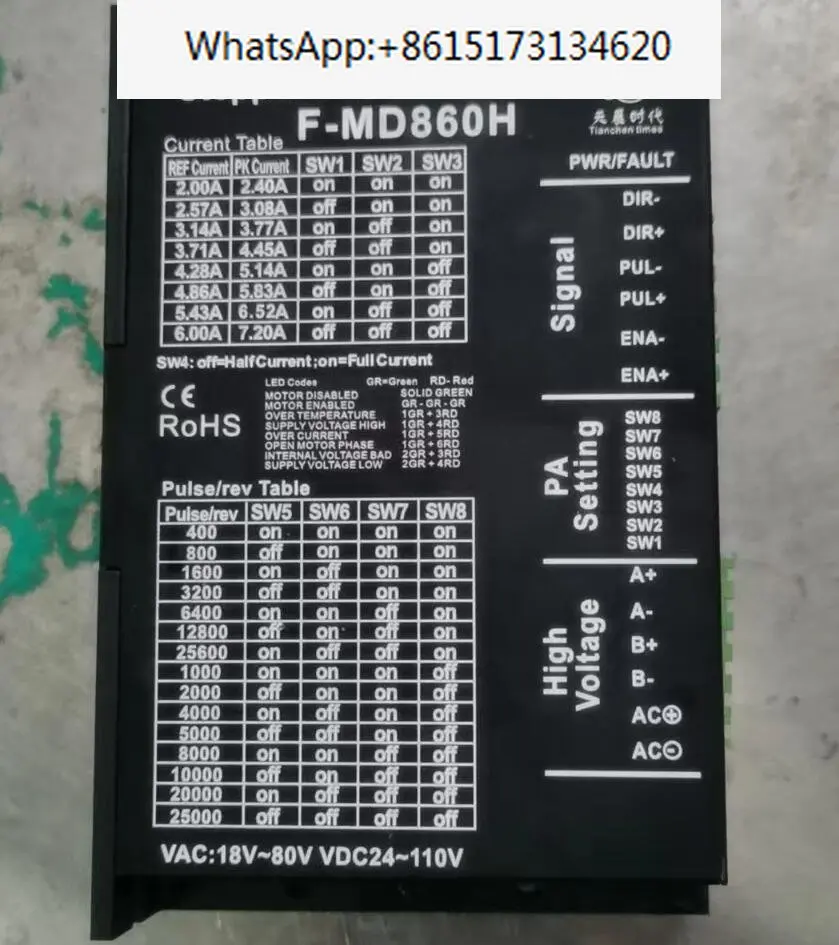 WhatsApp:+8615173134620
F-MD860H
天晨时代
Tianchen times
Current Table
REF Current PK Current SW1 SW2 SW3
2.00A 2.40A on on on
2.57A 3.08A off on on
3.14A 3.77A on off on
3.71A 4.45A off off on
4.28A 5.14A on on off
4.86A 5.83A off on off
5.43A 6.52A on off off
6.00A 7.20A off off off
SW4: off=Half Current;on=Full Current
CE
RoHS
LED Codes GR=Green RD-Red
MOTOR DISABLED SOLID GREEN
MOTOR ENABLED GR - GR - GR
OVER TEMPERATURE 1GR + 3RD
SUPPLY VOLTAGE HIGH 1GR + 4RD
OVER CURRENT 1GR + 5RD
OPEN MOTOR PHASE 1GR + 6RD
INTERNAL VOLTAGE BAD 2GR + 3RD
SUPPLY VOLTAGE LOW 2GR + 4RD
Pulse/rev Table
Pulse/rev SW5 SW6 SW7 SW8
400 on on on on
800 off on on on
1600 on off on on
3200 off off on on
6400 on on off on
12800 off on off on
25600 on off off on
1000 on on on off
2000 off on on off
4000 on off on off
5000 off off on off
8000 on on off off
10000 off on off off
20000 on off off off
25000 off off off off
VAC:18V~80V VDC24~110V
PWR/FAULT
Signal
DIR-
DIR+
PUL-
PUL+
ENA-
ENA+
PA
Setting
SW8
SW7
SW6
SW5
SW4
SW3
SW2
SW1
High
Voltage
A+
A-
B+
B-
AC⊕
AC⊖